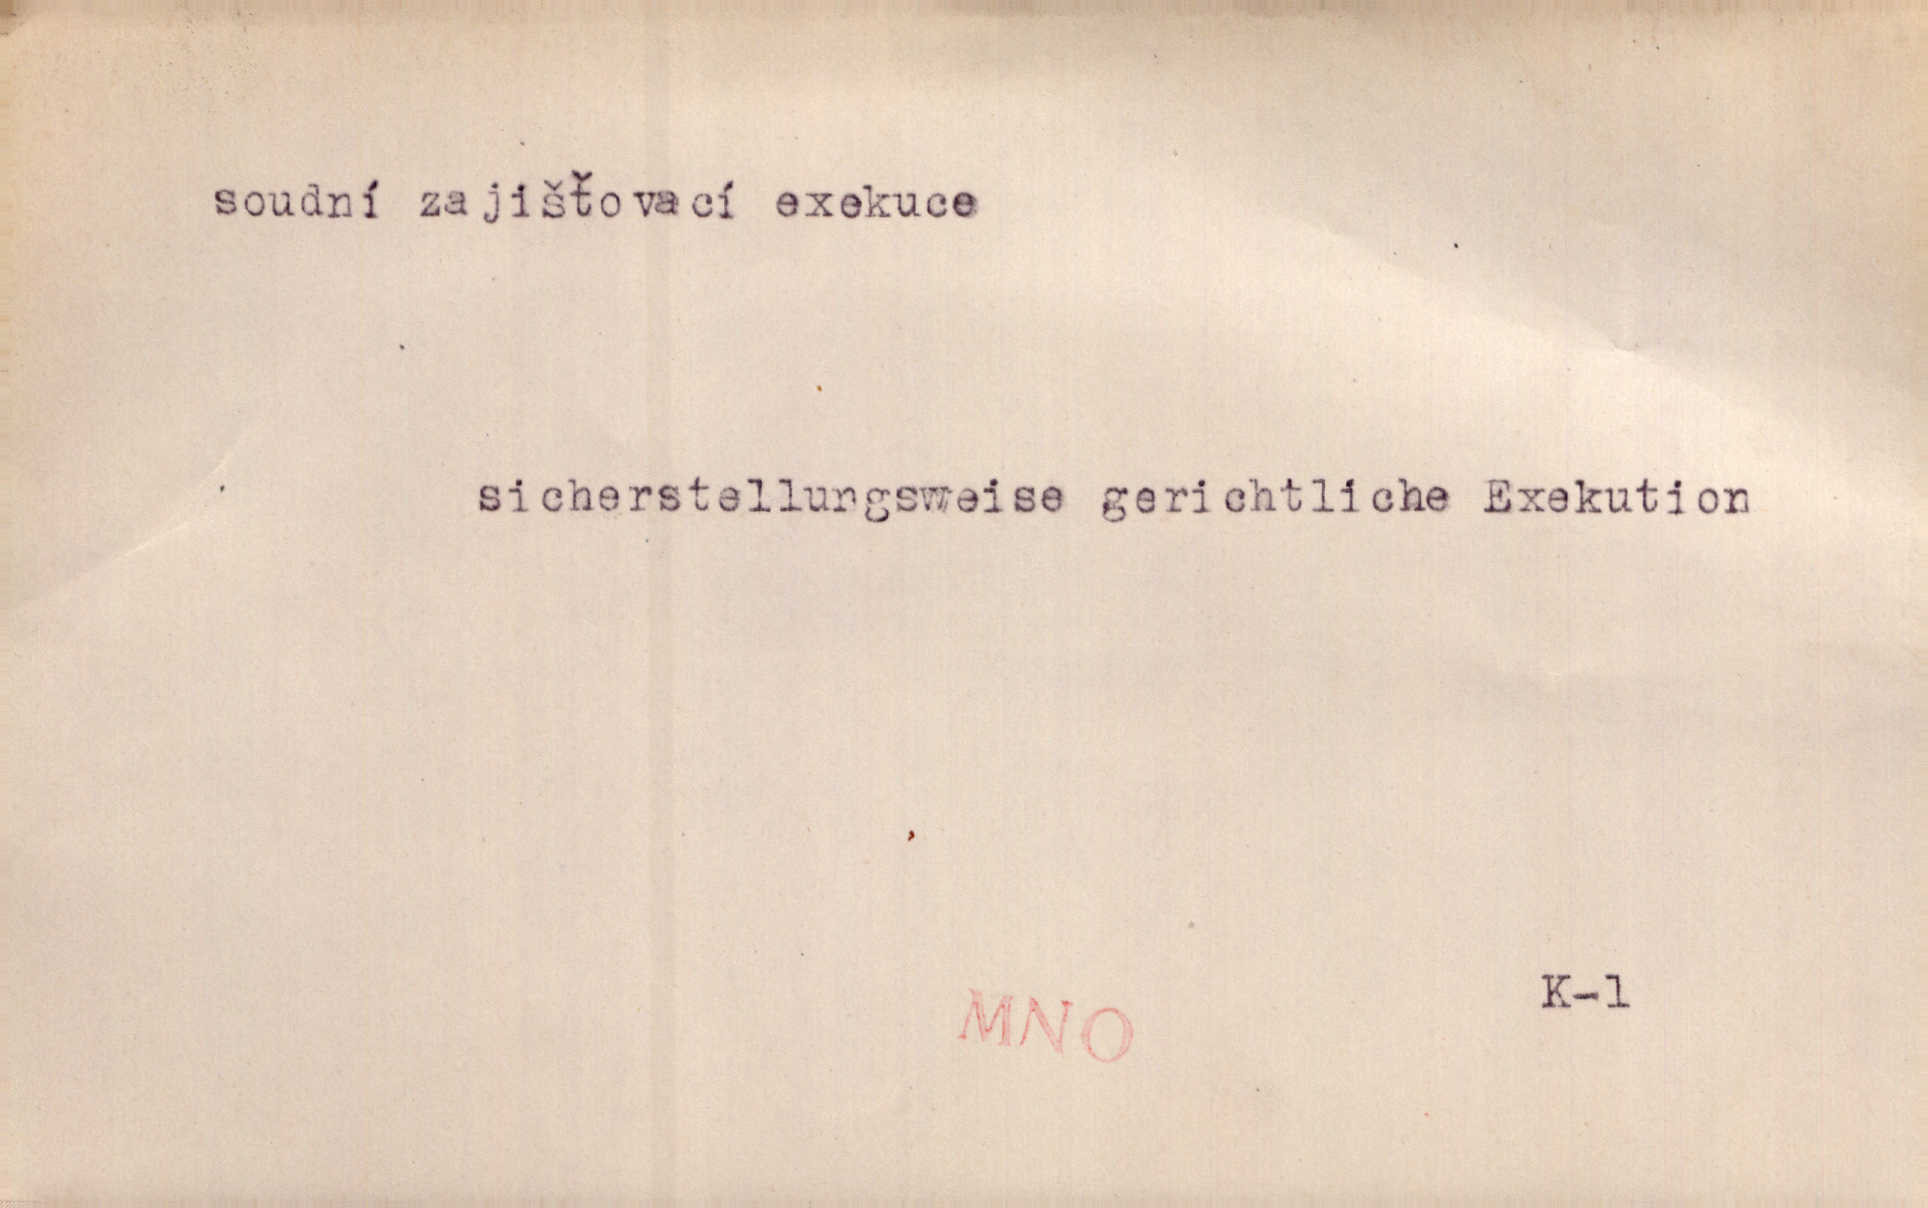 soudní zajišťovací exekuce
sicherstellungsweise gerichtliche Exekution
K-1
MNO